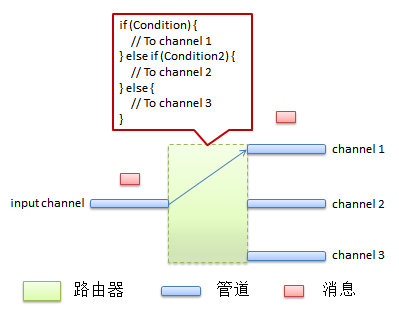 if (Condition) {
// To channel 1
} else if (Condition2) {
// To channel 2
} else {
// To channel 3
}
channel 1
input channel
channel 2
channel 3
路由器
管道
消息